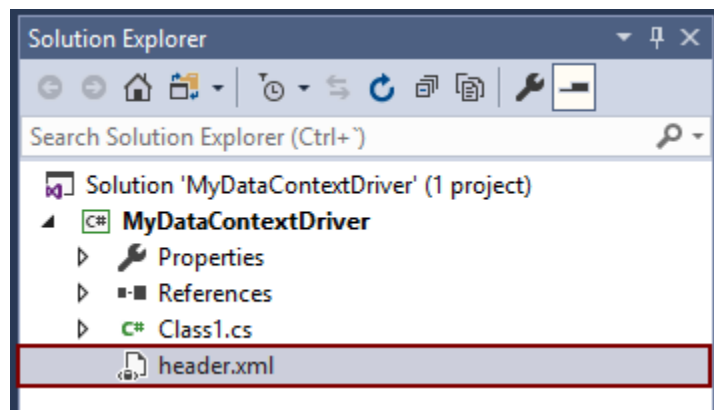 Solution Explorer
Search Solution Explorer (Ctrl+`)
Solution 'MyDataContextDriver' (1 project)
C# MyDataContextDriver
Properties
References
C# Class1.cs
header.xml